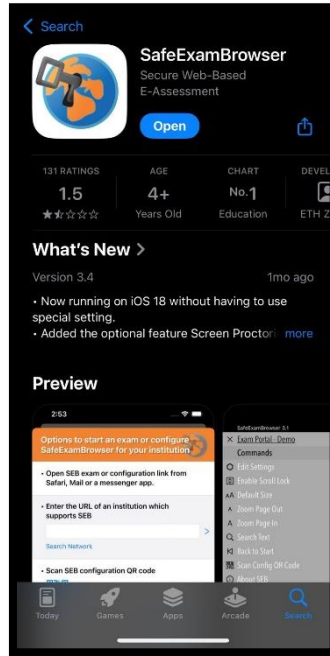 Search
SafeExamBrowser
Secure Web-Based
E-Assessment
Open
131 RATINGS
AGE
CHART
DEVEL
1.5
4+
No.1
Years Old
Education
ETH Z
What's New >
Version 3.4
1mo ago
• Now running on iOS 18 without having to use
special setting.
• Added the optional feature Screen Proctori more
Preview
2:53
Options to start an exam or configure
SafeExamBrowser for your institution
• Open SEB exam or configuration link from
Safari, Mail or a messenger app.
• Enter the URL of an institution which
supports SEB
Search Network
• Scan SEB configuration QR code
SafeExamBrowser 3.1
Exam Portal - Demo
Commands
Edit Settings
Enable Scroll Lock
Default Size
Zoom Page Out
Zoom Page In
Search Text
Back to Start
Scan Config QR Code
About SEB
Today
Games
Apps
Arcade
Search